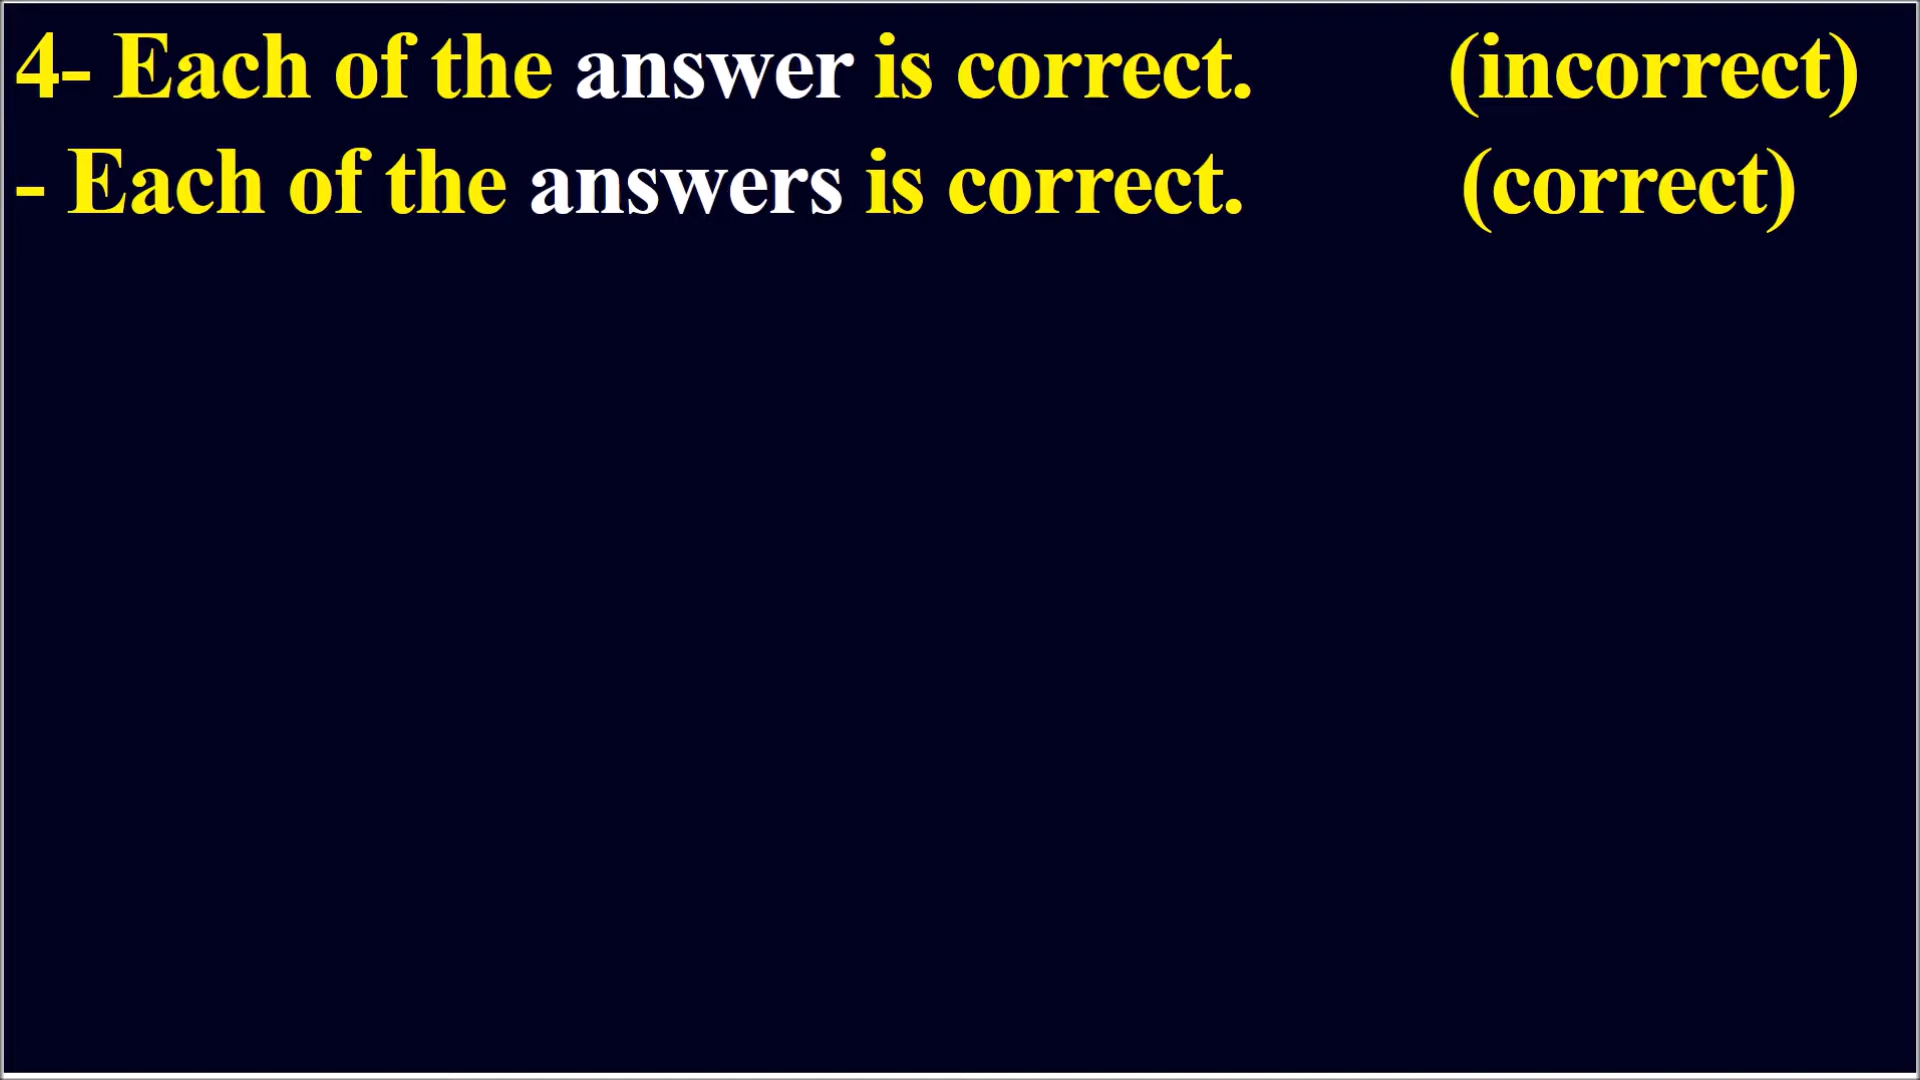 4- Each of the answer is correct. (incorrect)
- Each of the answers is correct. (correct)